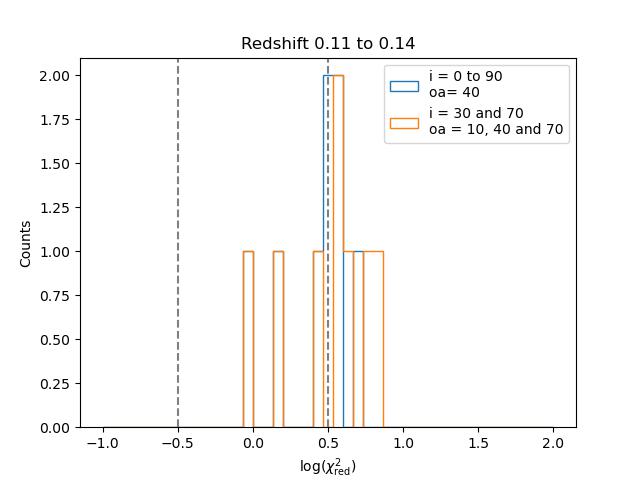 Redshift 0.11 to 0.14
i = 0 to 90
oa= 40
i = 30 and 70
oa = 10, 40 and 70
2.00
1.75
1.50
1.25
1.00
0.75
0.50
0.25
0.00
Counts
−1.0 −0.5 0.0 0.5 1.0 1.5 2.0
log(χ²red)